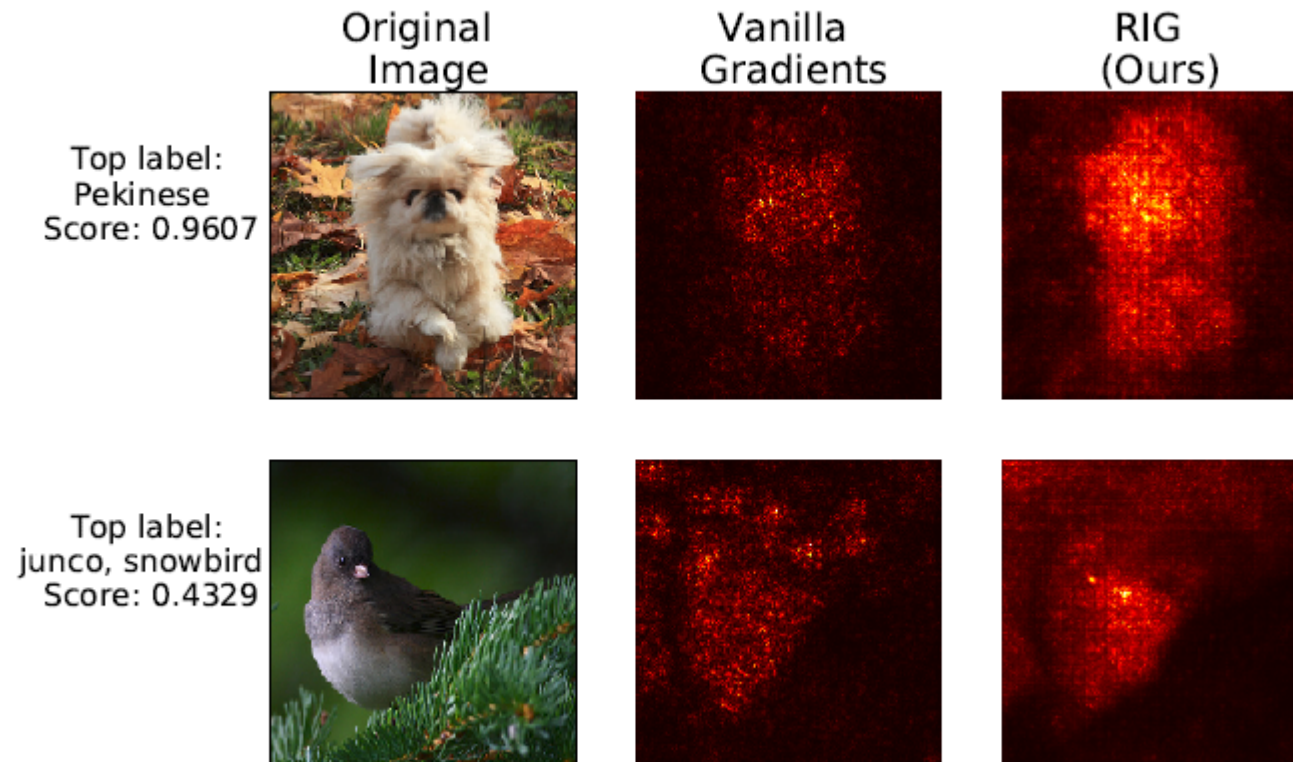 Original
Image
Vanilla
Gradients
RIG
(Ours)
Top label:
Pekinese
Score: 0.9607
Top label:
junco, snowbird
Score: 0.4329